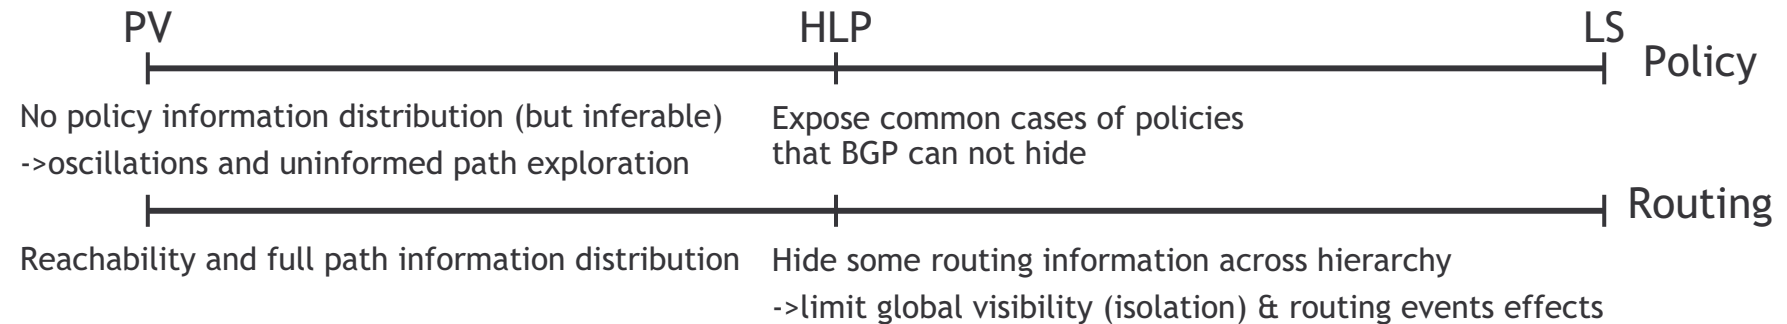 PV HLP LS
Policy
No policy information distribution (but inferable)
->oscillations and uninformed path exploration
Expose common cases of policies
that BGP can not hide
Routing
Reachability and full path information distribution
Hide some routing information across hierarchy
->limit global visibility (isolation) & routing events effects